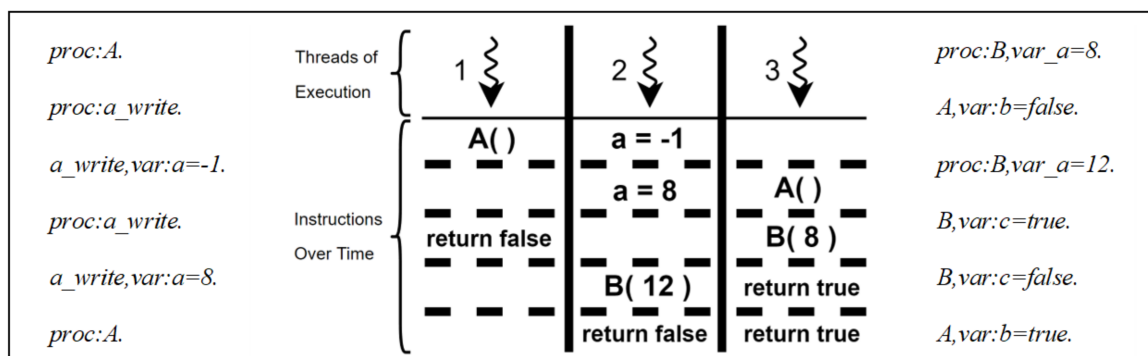 proc:A.
proc:a_write.
a_write,var:a=-1.
proc:a_write.
a_write,var:a=8.
proc:A.
Threads of
Execution
Instructions
Over Time
1 2 3
A( ) a = -1
a = 8 A( )
return false B( 8 )
B( 12 ) return true
return false return true
proc:B,var_a=8.
A,var:b=false.
proc:B,var_a=12.
B,var:c=true.
B,var:c=false.
A,var:b=true.